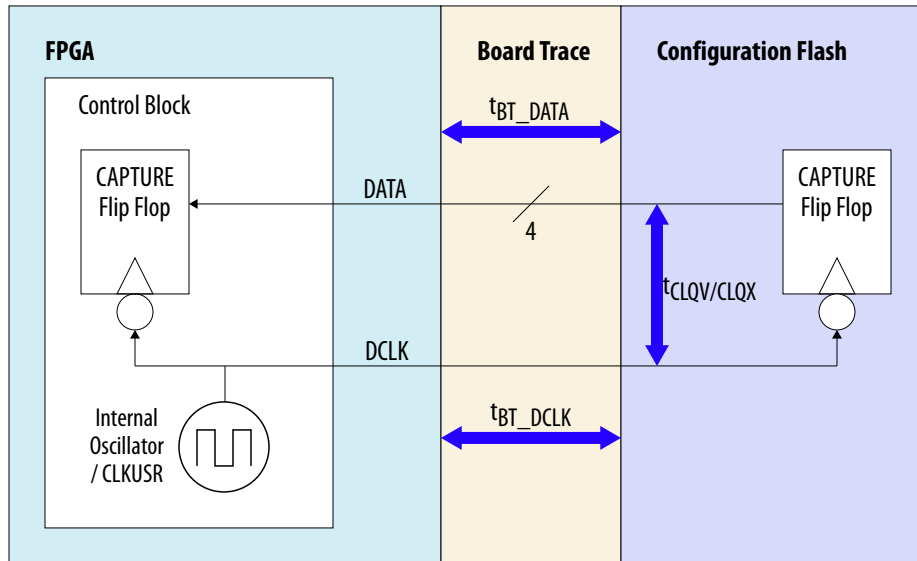 FPGA
Board Trace
Configuration Flash
Control Block
tBT_DATA
CAPTURE
Flip Flop
DATA
4
CAPTURE
Flip Flop
tCLQV/CLQX
DCLK
Internal
Oscillator
/ CLKUSR
tBT_DCLK